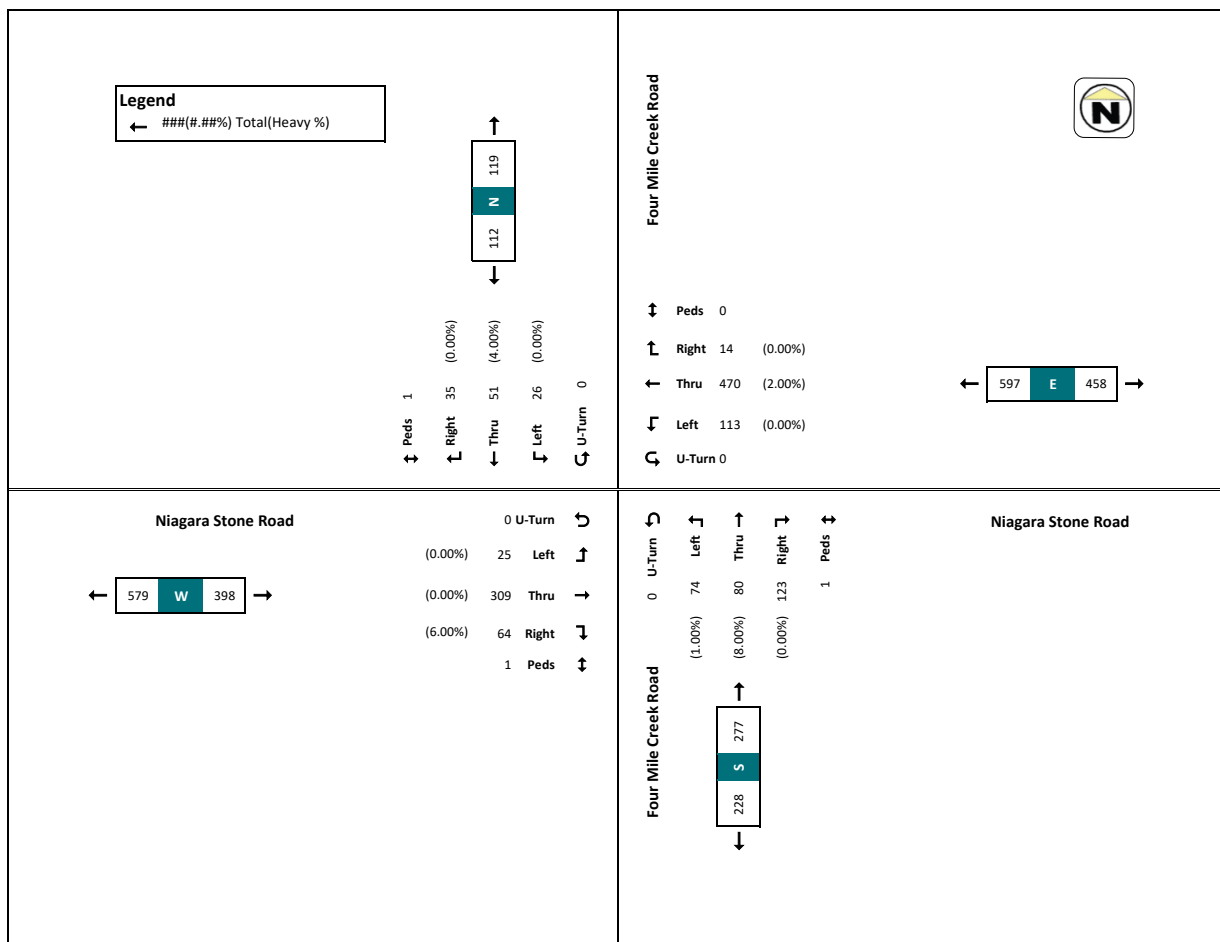 Legend
###(#.##%) Total(Heavy %)
119
N
112
Peds 1
Right 35 (0.00%)
Thru 51 (4.00%)
Left 26 (0.00%)
U-Turn 0
Four Mile Creek Road
N
Peds 0
Right 14 (0.00%)
Thru 470 (2.00%)
Left 113 (0.00%)
U-Turn 0
597 E 458
Niagara Stone Road
0 U-Turn
(0.00%) 25 Left
(0.00%) 309 Thru
(6.00%) 64 Right
1 Peds
579 W 398
0 U-Turn
(1.00%) 74 Left
(8.00%) 80 Thru
(0.00%) 123 Right
1 Peds
Niagara Stone Road
Four Mile Creek Road
277
S
228